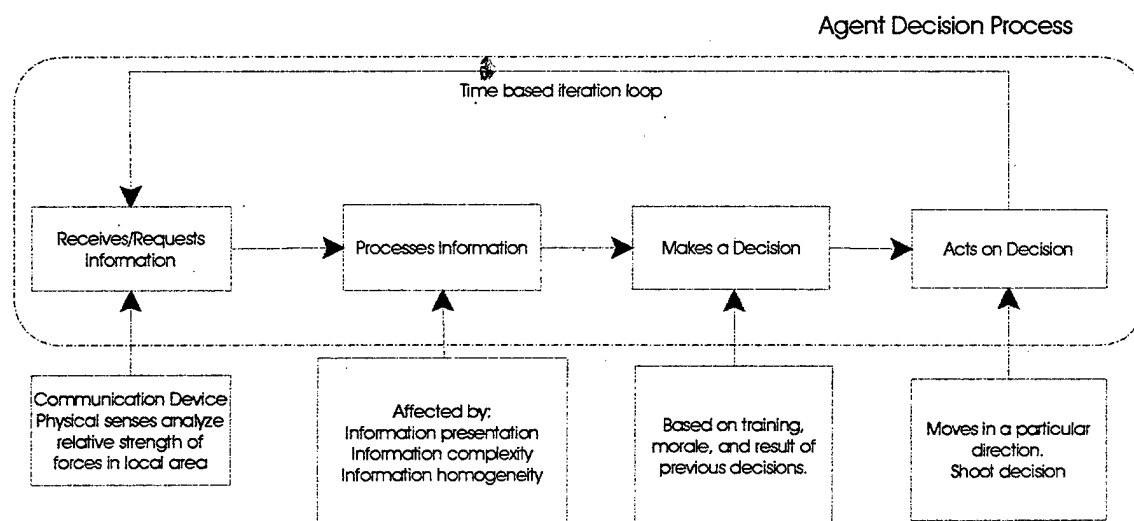 Agent Decision Process
Time based iteration loop
Receives/Requests
Information
Processes Information
Makes a Decision
Acts on Decision
Communication Device
Physical senses analyze
relative strength of
forces in local area
Affected by:
Information presentation
Information complexity
Information homogeneity
Based on training,
morale, and result of
previous decisions.
Moves in a particular
direction.
Shoot decision